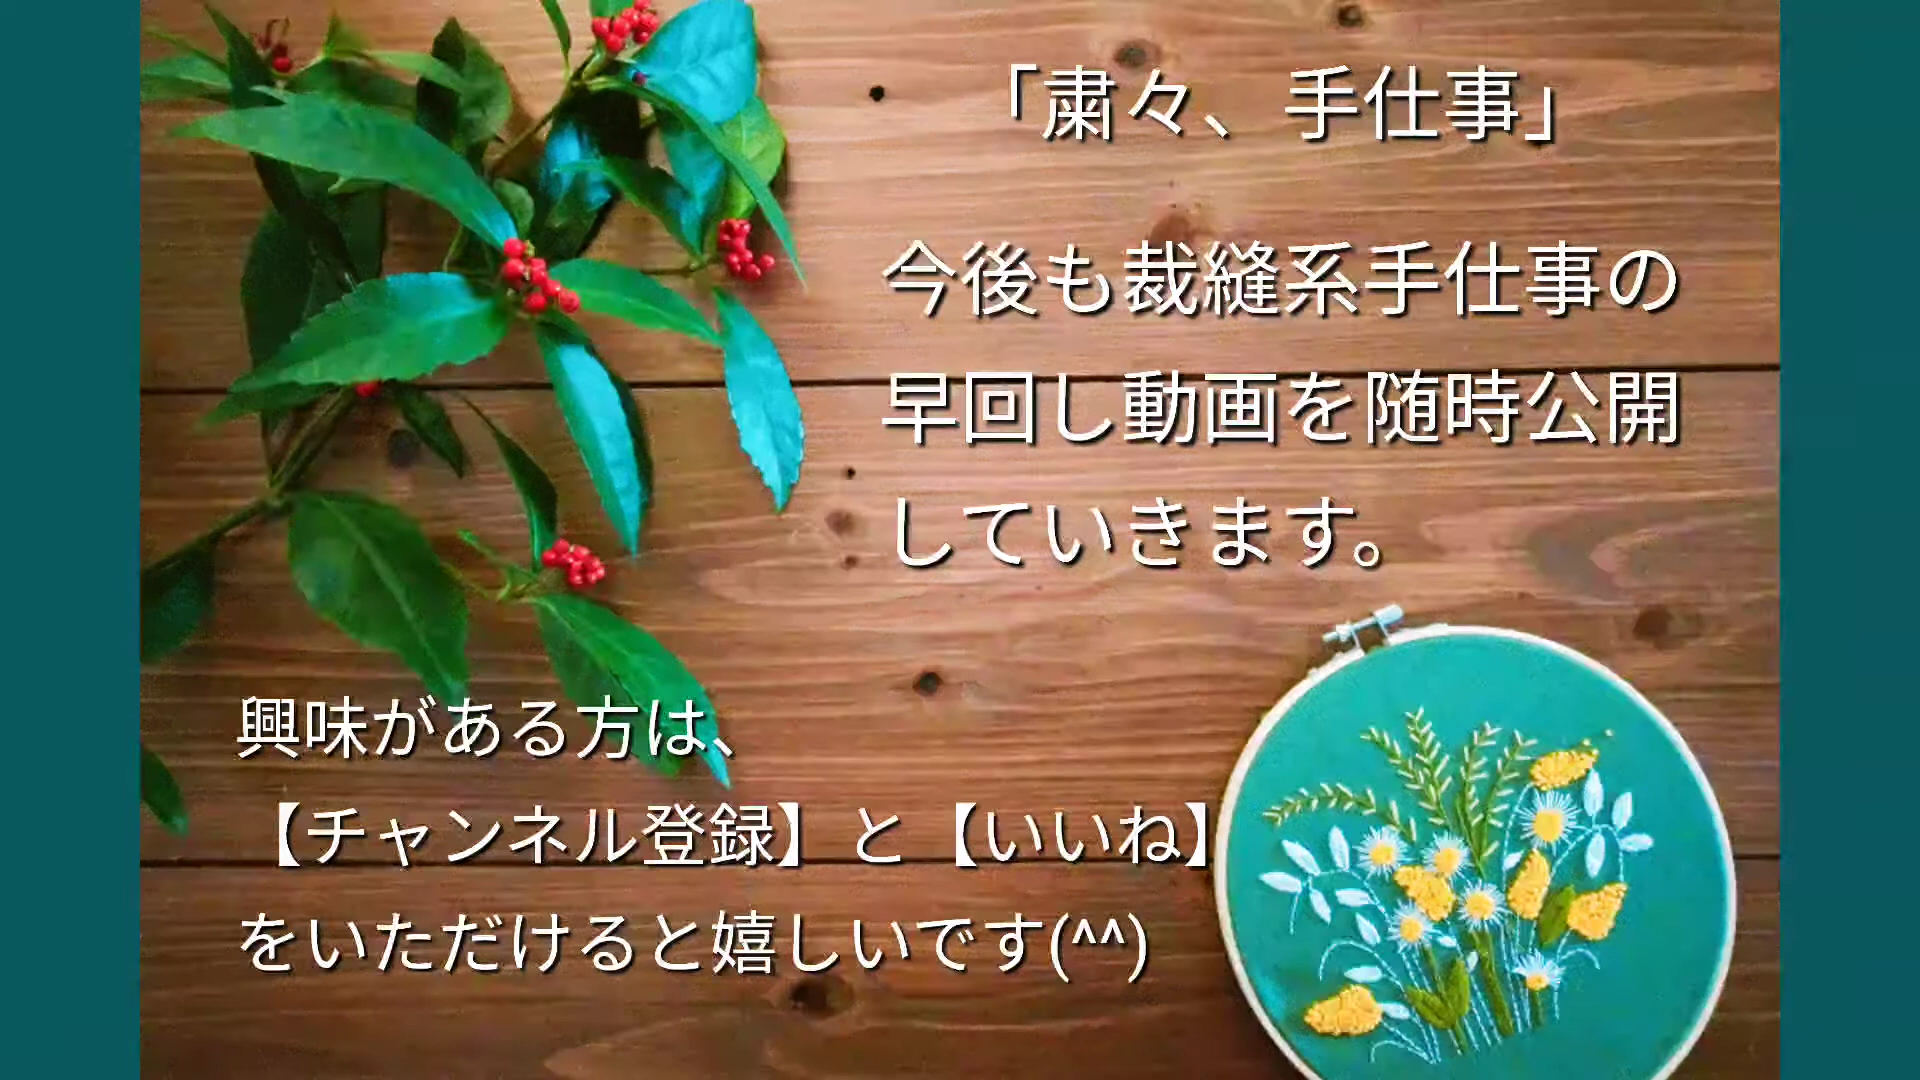 「粛々、手仕事」
今後も裁縫系手仕事の
早回し動画を随時公開
していきます。
興味がある方は、
【チャンネル登録】と【いいね】
をいただけると嬉しいです(^^)